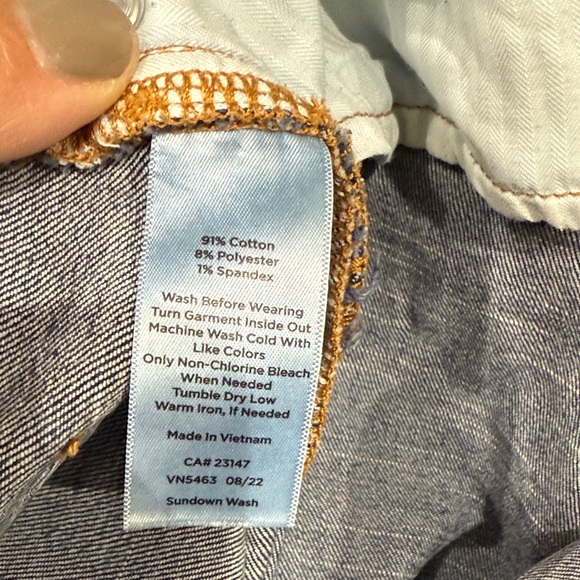 91% Cotton
8% Polyester
1% Spandex
Wash Before Wearing
Turn Garment Inside Out
Machine Wash Cold With
Like Colors
Only Non-Chlorine Bleach
When Needed
Tumble Dry Low
Warm Iron, If Needed
Made In Vietnam
CA# 23147
VN5463 08/22
Sundown Wash